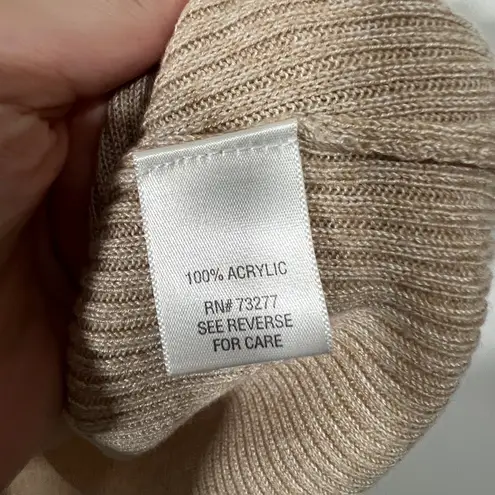 100% ACRYLIC
RN# 73277
SEE REVERSE
FOR CARE